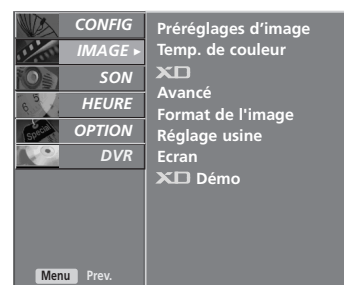 CONFIG
IMAGE ►
SON
HEURE
OPTION
DVR
Préréglages d'image
Temp. de couleur
XD
Avancé
Format de l'image
Réglage usine
Ecran
XD Démo
Menu Prev.